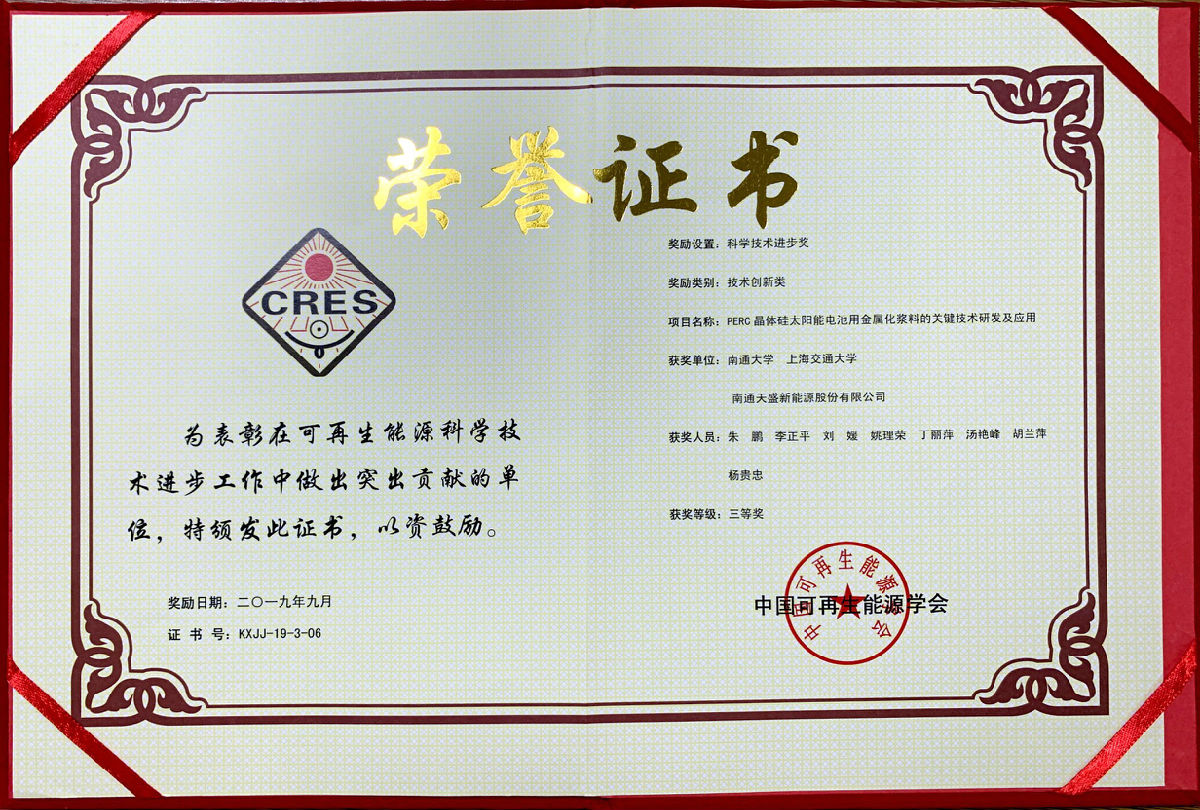 荣誉证书
CRES
为表彰在可再生能源科学技
术进步工作中做出突出贡献的单
位，特颁发此证书，以资鼓励。
奖励日期：二〇一九年九月
证 书 号：KXJJ-19-3-06
奖励设置：科学技术进步奖
奖励类别：技术创新类
项目名称：PERC 晶体硅太阳能电池用金属化浆料的关键技术研发及应用
获奖单位：南通大学 上海交通大学
南通天盛新能源股份有限公司
获奖人员：朱 鹏 李正平 刘 媛 姚理荣 丁丽萍 汤艳峰 胡兰萍
杨贵忠
获奖等级：三等奖
中国可再生能源学会
中国可再生能源学会